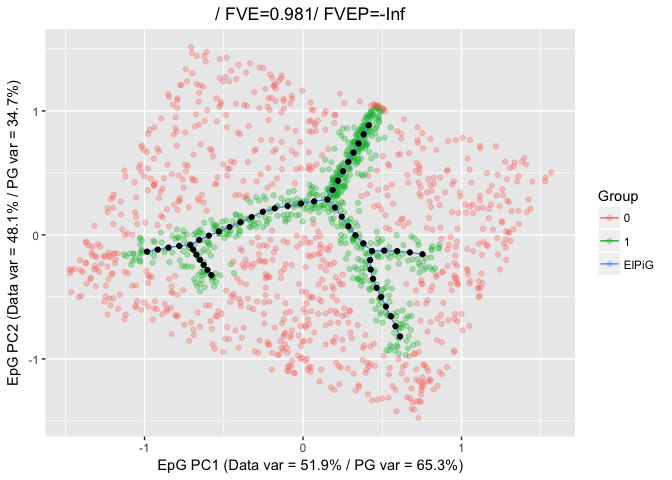 / FVE=0.981/ FVEP=-Inf
EpG PC2 (Data var = 48.1% / PG var = 34.7%)
1
0
-1
-1
0
1
EpG PC1 (Data var = 51.9% / PG var = 65.3%)
Group
0
1
ElPiG